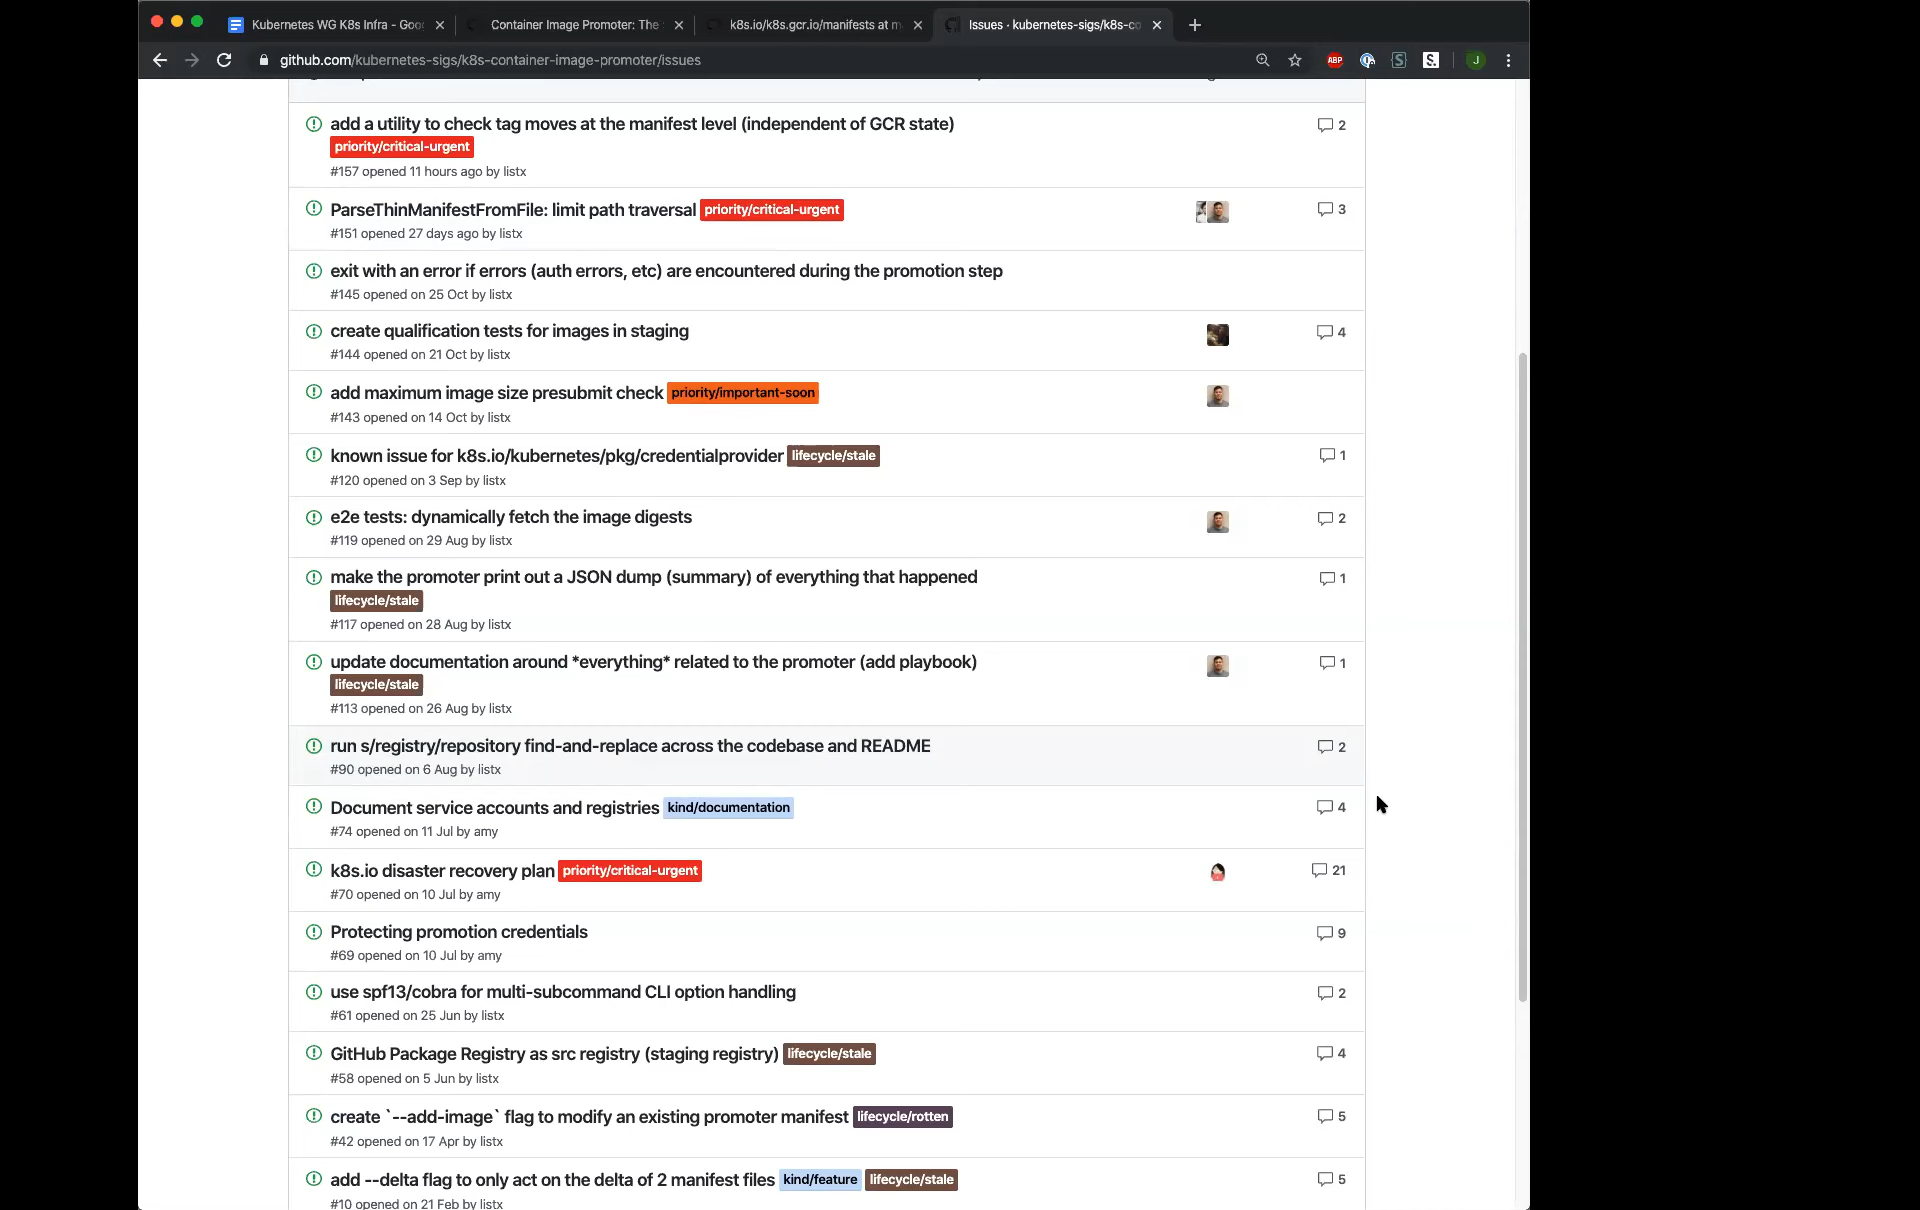 Kubernetes WG K8s Infra - Goo
Container Image Promoter: The
k8s.io/k8s.gcr.io/manifests at m
Issues · kubernetes-sigs/k8s-co
github.com/kubernetes-sigs/k8s-container-image-promoter/issues
ABP
S
S.
J
add a utility to check tag moves at the manifest level (independent of GCR state)
2
priority/critical-urgent
#157 opened 11 hours ago by listx
ParseThinManifestFromFile: limit path traversal priority/critical-urgent
3
#151 opened 27 days ago by listx
exit with an error if errors (auth errors, etc) are encountered during the promotion step
#145 opened on 25 Oct by listx
create qualification tests for images in staging
4
#144 opened on 21 Oct by listx
add maximum image size presubmit check priority/important-soon
#143 opened on 14 Oct by listx
known issue for k8s.io/kubernetes/pkg/credentialprovider lifecycle/stale
1
#120 opened on 3 Sep by listx
e2e tests: dynamically fetch the image digests
2
#119 opened on 29 Aug by listx
make the promoter print out a JSON dump (summary) of everything that happened
1
lifecycle/stale
#117 opened on 28 Aug by listx
update documentation around *everything* related to the promoter (add playbook)
1
lifecycle/stale
#113 opened on 26 Aug by listx
run s/registry/repository find-and-replace across the codebase and README
2
#90 opened on 6 Aug by listx
Document service accounts and registries kind/documentation
4
#74 opened on 11 Jul by amy
k8s.io disaster recovery plan priority/critical-urgent
21
#70 opened on 10 Jul by amy
Protecting promotion credentials
9
#69 opened on 10 Jul by amy
use spf13/cobra for multi-subcommand CLI option handling
2
#61 opened on 25 Jun by listx
GitHub Package Registry as src registry (staging registry) lifecycle/stale
4
#58 opened on 5 Jun by listx
create `--add-image` flag to modify an existing promoter manifest lifecycle/rotten
5
#42 opened on 17 Apr by listx
add --delta flag to only act on the delta of 2 manifest files kind/feature lifecycle/stale
5
#10 opened on 21 Feb by listx